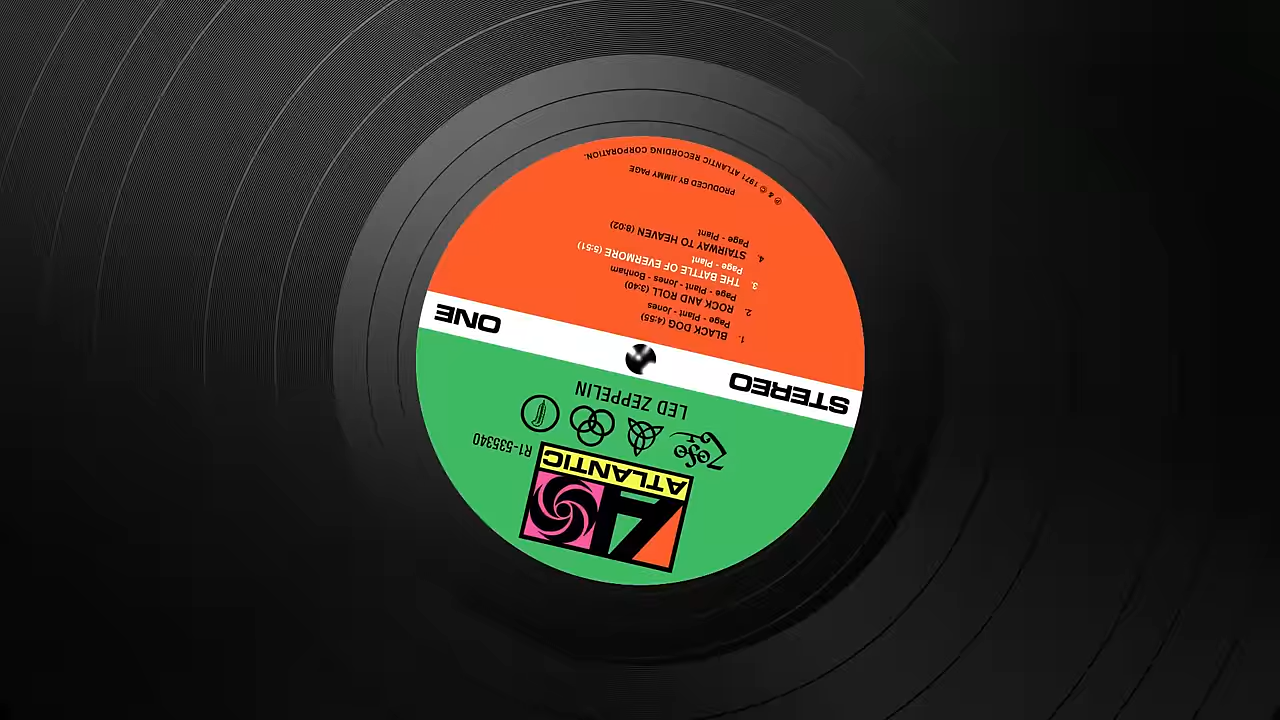 ATLANTIC
R1-535340
ZoSo
LED ZEPPELIN
STEREO ONE
1. BLACK DOG (4:55)
Page - Plant - Jones
2. ROCK AND ROLL (3:40)
Page - Plant - Jones - Bonham
3. THE BATTLE OF EVERMORE (5:51)
Page - Plant
4. STAIRWAY TO HEAVEN (8:02)
Page - Plant
PRODUCED BY JIMMY PAGE
℗ & © 1971 ATLANTIC RECORDING CORPORATION.